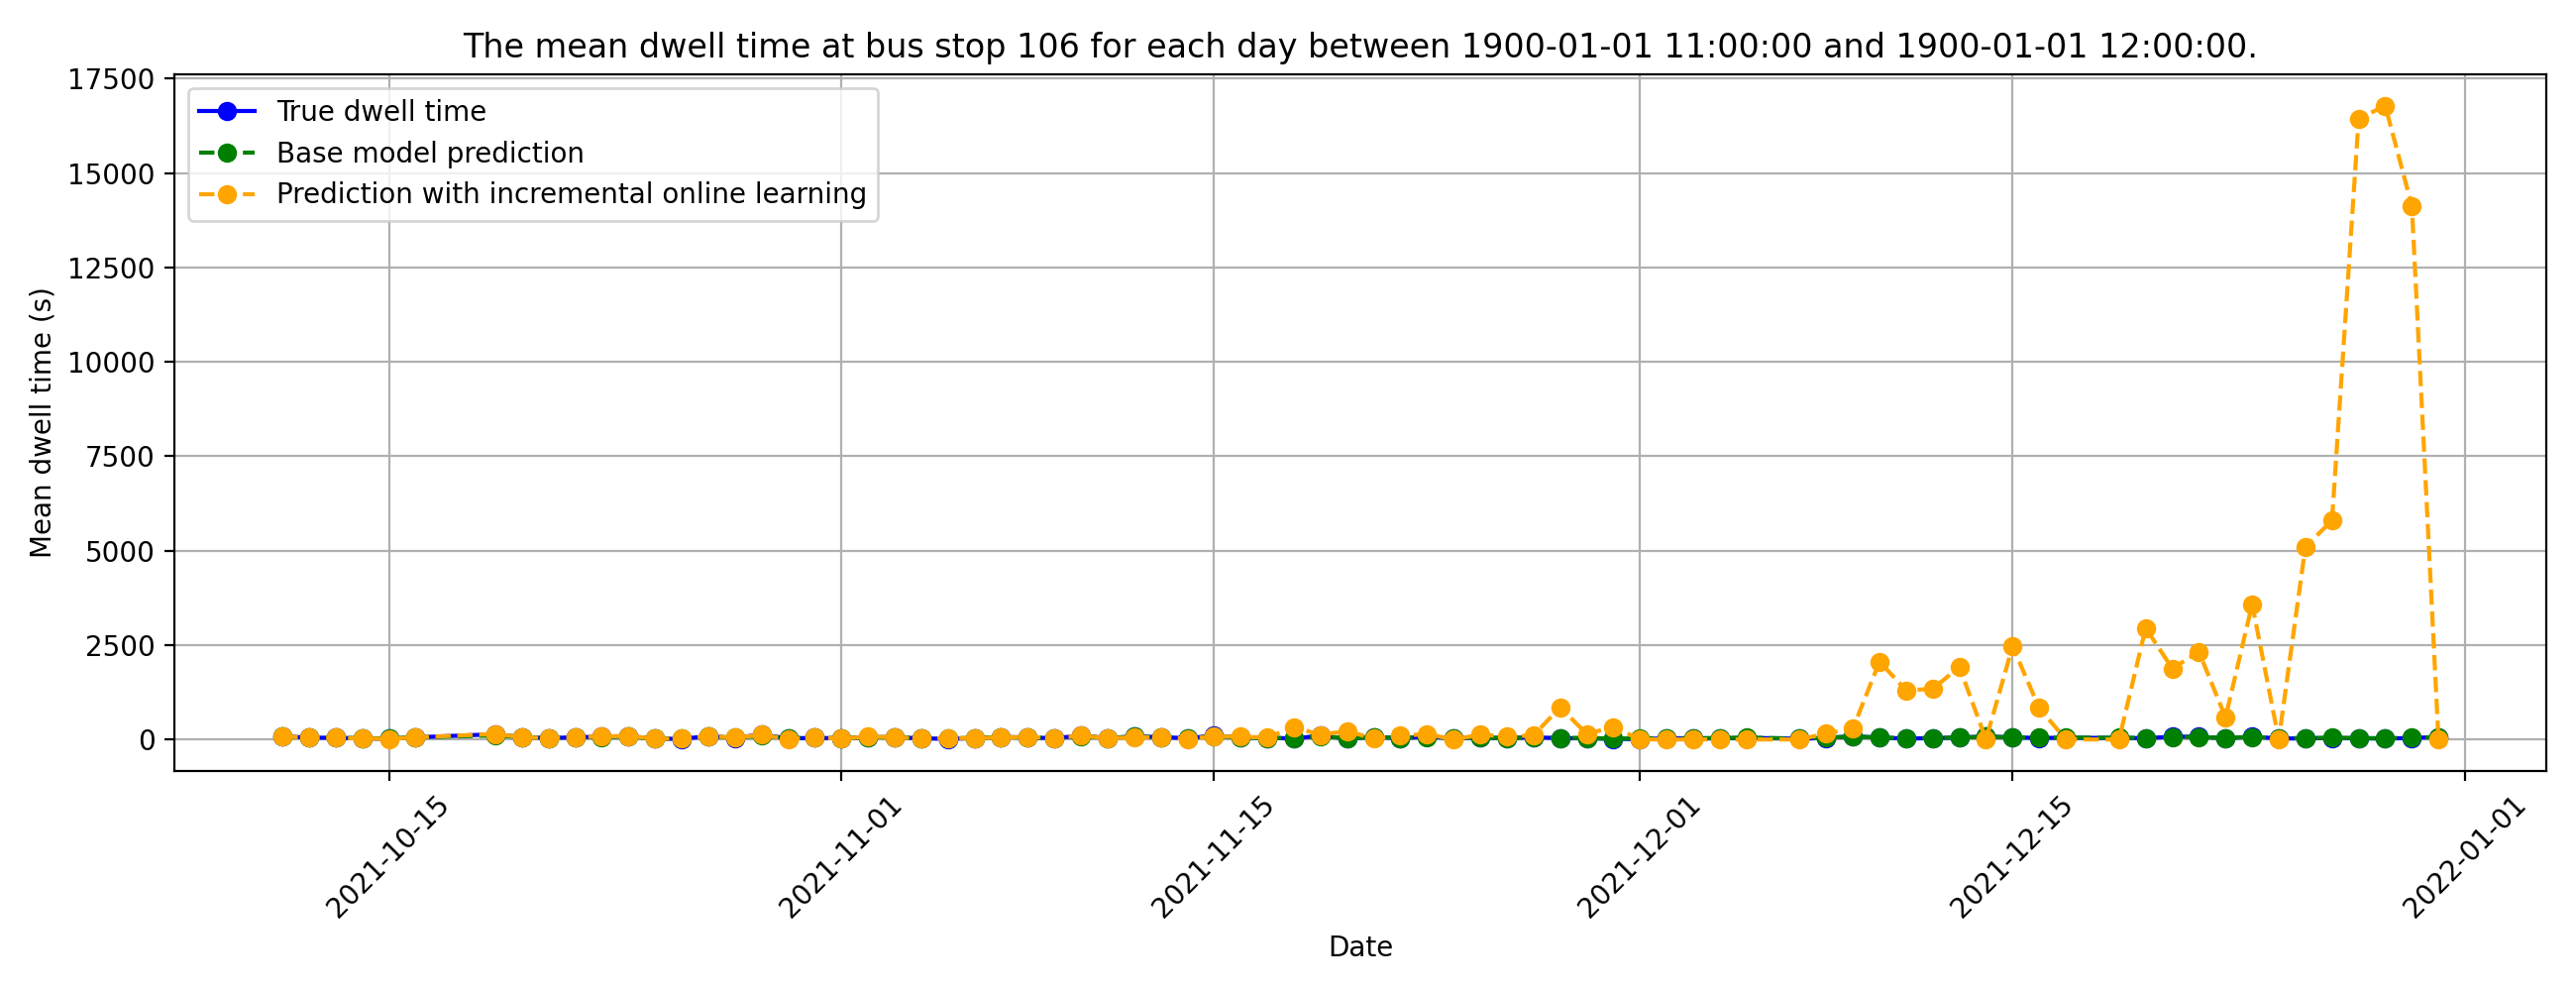 The mean dwell time at bus stop 106 for each day between 1900-01-01 11:00:00 and 1900-01-01 12:00:00.
True dwell time
Base model prediction
Prediction with incremental online learning
Mean dwell time (s)
17500
15000
12500
10000
7500
5000
2500
0
2021-10-15
2021-11-01
2021-11-15
2021-12-01
2021-12-15
2022-01-01
Date